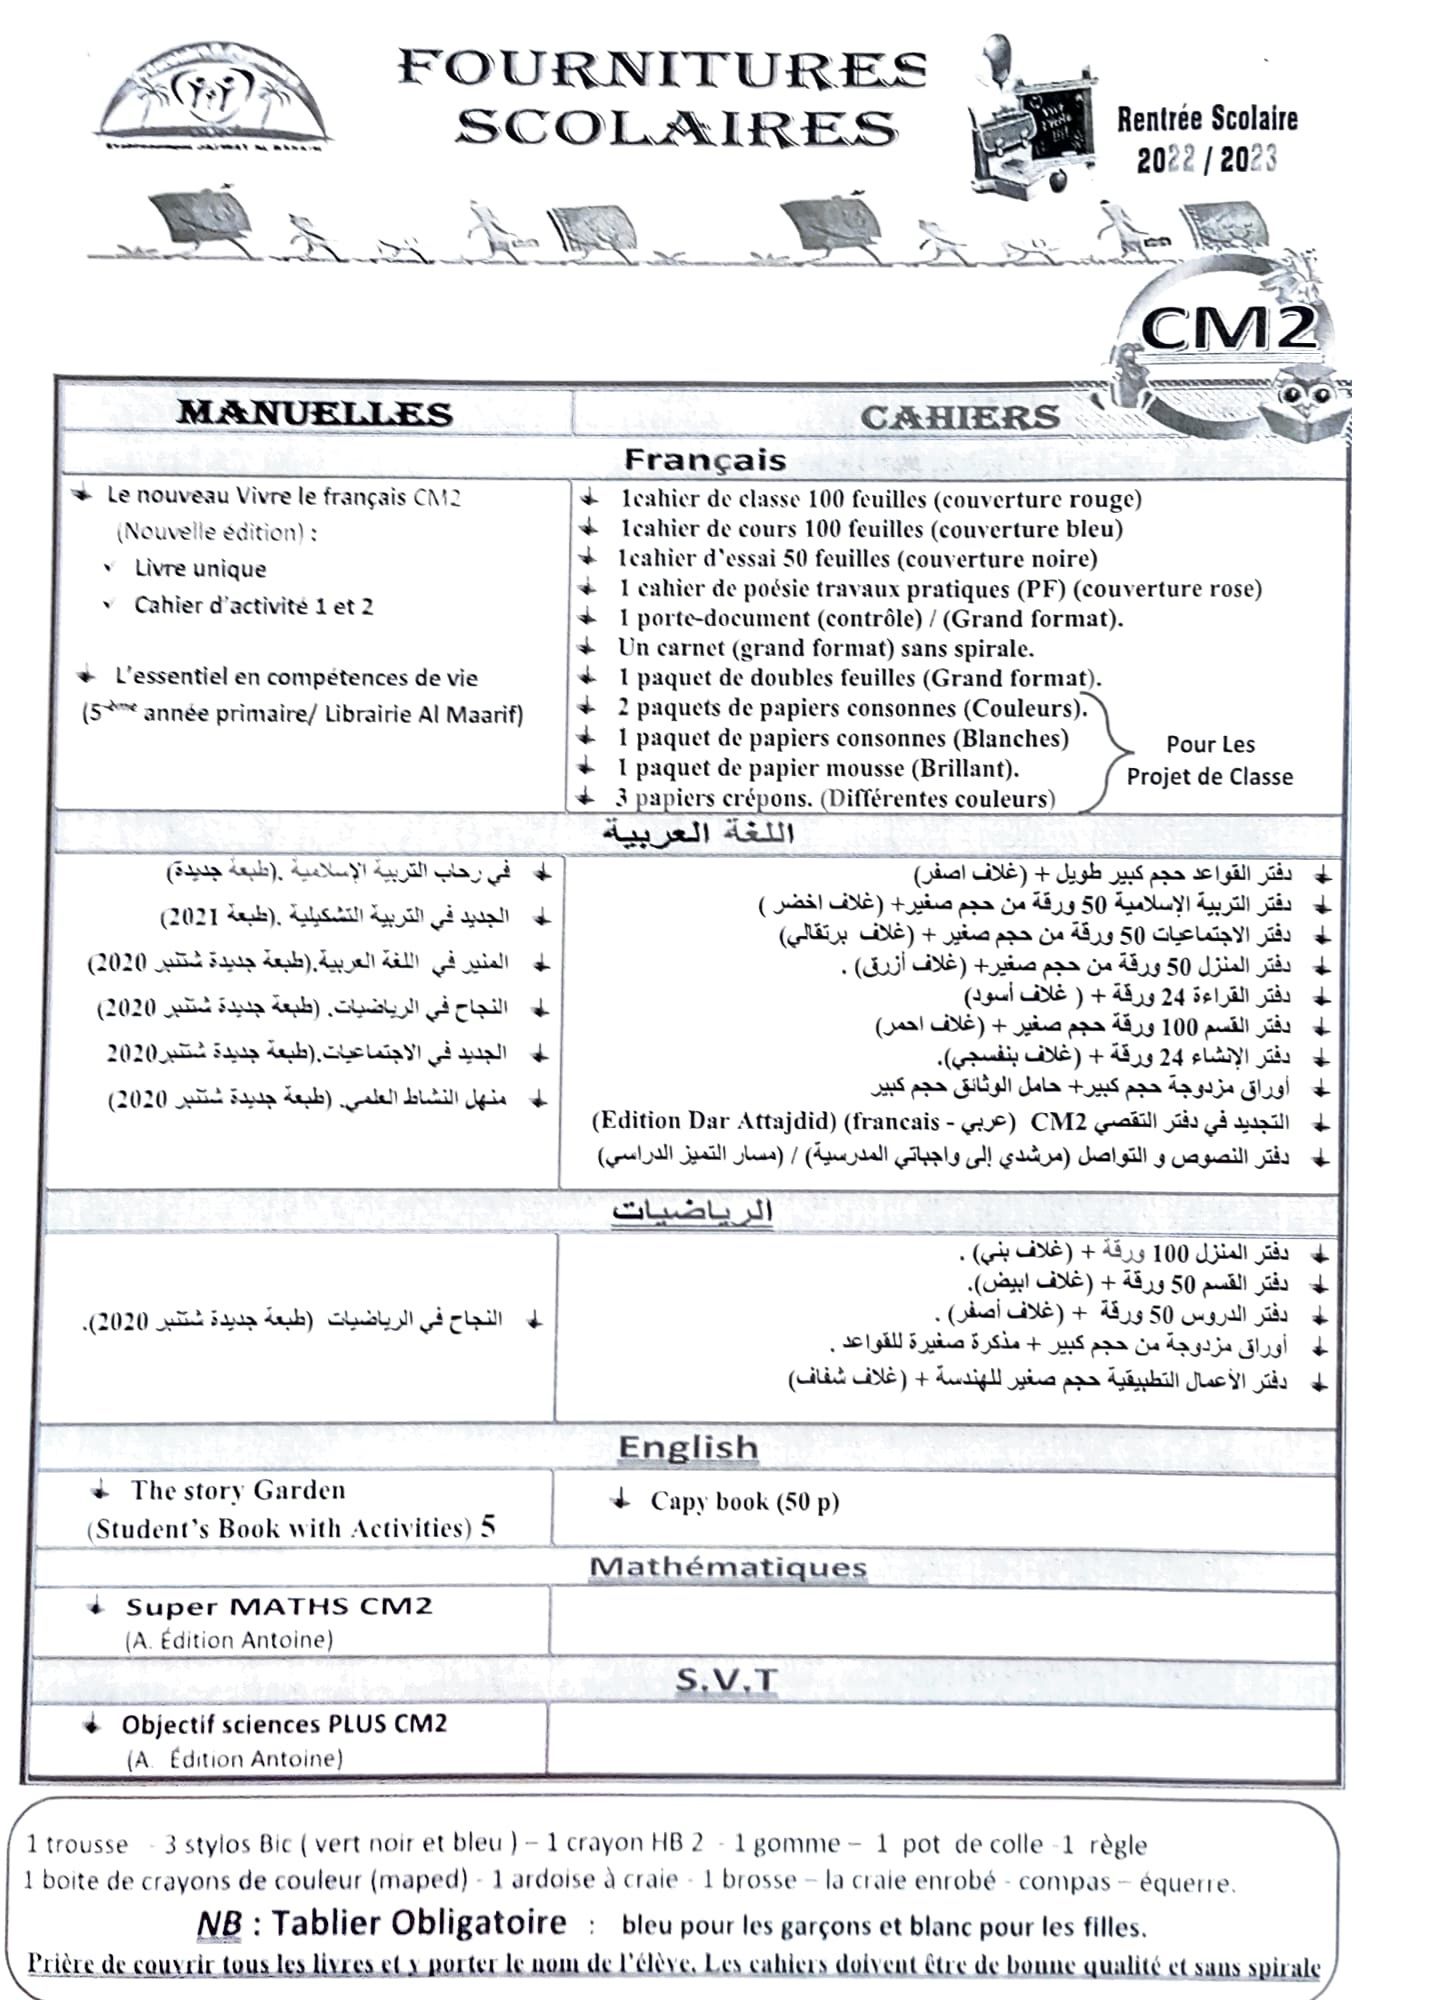 FOURNITURES
SCOLAIRES
Rentrée Scolaire
2022 / 2023
CM2
MANUELLES
CAHIERS
Français
Le nouveau Vivre le français CM2
(Nouvelle édition) :
Livre unique
Cahier d'activité 1 et 2
L'essentiel en compétences de vie
(5ème année primaire/ Librairie Al Maarif)
1cahier de classe 100 feuilles (couverture rouge)
1cahier de cours 100 feuilles (couverture bleu)
1cahier d'essai 50 feuilles (couverture noire)
1 cahier de poésie travaux pratiques (PF) (couverture rose)
1 porte-document (contrôle) / (Grand format).
Un carnet (grand format) sans spirale.
1 paquet de doubles feuilles (Grand format).
2 paquets de papiers consonnes (Couleurs).
1 paquet de papiers consonnes (Blanches)
1 paquet de papier mousse (Brillant).
3 papiers crépons. (Différentes couleurs)
Pour Les
Projet de Classe
اللغة العربية
في رحاب التربية الإسلامية .(طبعة جديدة)
الجديد في التربية التشكيلية .(طبعة 2021)
المنير في اللغة العربية.(طبعة جديدة شتنبر 2020)
النجاح في الرياضيات. (طبعة جديدة شتنبر 2020)
الجديد في الاجتماعيات.(طبعة جديدة شتنبر2020
منهل النشاط العلمي. (طبعة جديدة شتنبر 2020)
دفتر القواعد حجم كبير طويل + (غلاف اصفر)
دفتر التربية الإسلامية 50 ورقة من حجم صغير+ (غلاف اخضر )
دفتر الاجتماعيات 50 ورقة من حجم صغير + (غلاف برتقالي)
دفتر المنزل 50 ورقة من حجم صغير+ (غلاف أزرق) .
دفتر القراءة 24 ورقة + ( غلاف أسود)
دفتر القسم 100 ورقة حجم صغير + (غلاف احمر)
دفتر الإنشاء 24 ورقة + (غلاف بنفسجي).
أوراق مزدوجة حجم كبير+ حامل الوثائق حجم كبير
التجديد في دفتر التقصي CM2 (عربي - francais) (Edition Dar Attajdid)
دفتر النصوص و التواصل (مرشدي إلى واجباتي المدرسية) / (مسار التميز الدراسي)
الرياضيات
النجاح في الرياضيات (طبعة جديدة شتنبر 2020).
دفتر المنزل 100 ورقة + (غلاف بني) .
دفتر القسم 50 ورقة + (غلاف ابيض).
دفتر الدروس 50 ورقة + (غلاف أصفر) .
أوراق مزدوجة من حجم كبير + مذكرة صغيرة للقواعد .
دفتر الأعمال التطبيقية حجم صغير للهندسة + (غلاف شفاف)
English
The story Garden
(Student's Book with Activities) 5
Capy book (50 p)
Mathématiques
Super MATHS CM2
(A. Édition Antoine)
S.V.T
Objectif sciences PLUS CM2
(A. Édition Antoine)
1 trousse - 3 stylos Bic ( vert noir et bleu ) – 1 crayon HB 2 - 1 gomme – 1 pot de colle -1 règle
1 boite de crayons de couleur (maped) - 1 ardoise à craie - 1 brosse – la craie enrobé - compas – équerre.
NB : Tablier Obligatoire : bleu pour les garçons et blanc pour les filles.
Prière de couvrir tous les livres et y porter le nom de l'élève. Les cahiers doivent être de bonne qualité et sans spirale